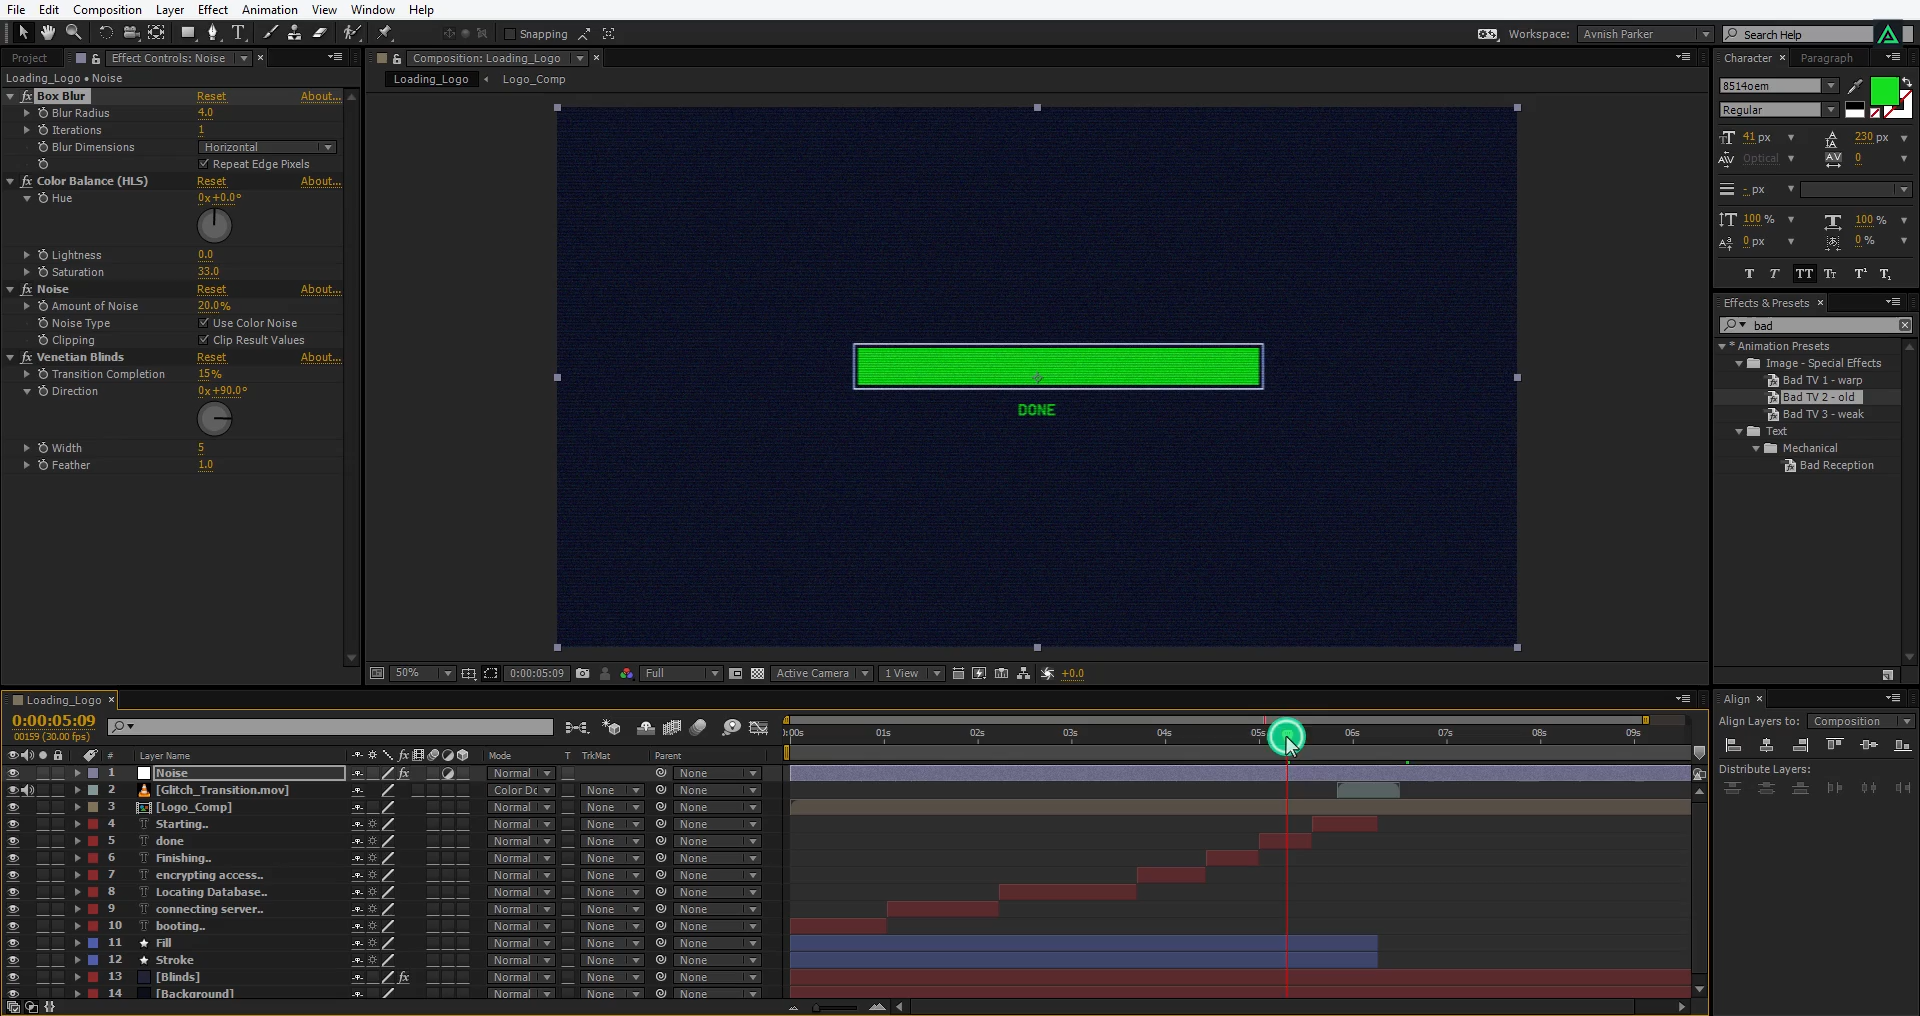 File Edit Composition Layer Effect Animation View Window Help
Snapping
Workspace: Avnish Parker
Search Help
Project
Effect Controls: Noise
Loading_Logo • Noise
fx Box Blur Reset About...
Blur Radius 4.0
Iterations 1
Blur Dimensions Horizontal
Repeat Edge Pixels
fx Color Balance (HLS) Reset About...
Hue 0x+0.0°
Lightness 0.0
Saturation 33.0
fx Noise Reset About...
Amount of Noise 20.0%
Noise Type Use Color Noise
Clipping Clip Result Values
fx Venetian Blinds Reset About...
Transition Completion 15%
Direction 0x+90.0°
Width 5
Feather 1.0
Composition: Loading_Logo
Loading_Logo Logo_Comp
DONE
50% 0:00:05:09 Full Active Camera 1 View +0.0
Character Paragraph
8514oem
Regular
41 px 230 px
Optical 0
- px
100 % 100 %
0 px 0 %
T T TT Tt T¹ T₁
Effects & Presets
bad
* Animation Presets
Image - Special Effects
Bad TV 1 - warp
Bad TV 2 - old
Bad TV 3 - weak
Text
Mechanical
Bad Reception
Align
Align Layers to: Composition
Distribute Layers:
Loading_Logo
0:00:05:09
00159 (30.00 fps)
01s 02s 03s 04s 05s 06s 07s 08s 09s
# Layer Name fx Mode T TrkMat Parent
1 Noise fx Normal None
2 [Glitch_Transition.mov] Color Dc None None
3 [Logo_Comp] Normal None None
4 T Starting.. Normal None None
5 T done Normal None None
6 T Finishing.. Normal None None
7 T encrypting access.. Normal None None
8 T Locating Database.. Normal None None
9 T connecting server.. Normal None None
10 T booting.. Normal None None
11 Fill Normal None None
12 Stroke Normal None None
13 [Blinds] fx Normal None None
14 [Background] Normal None None